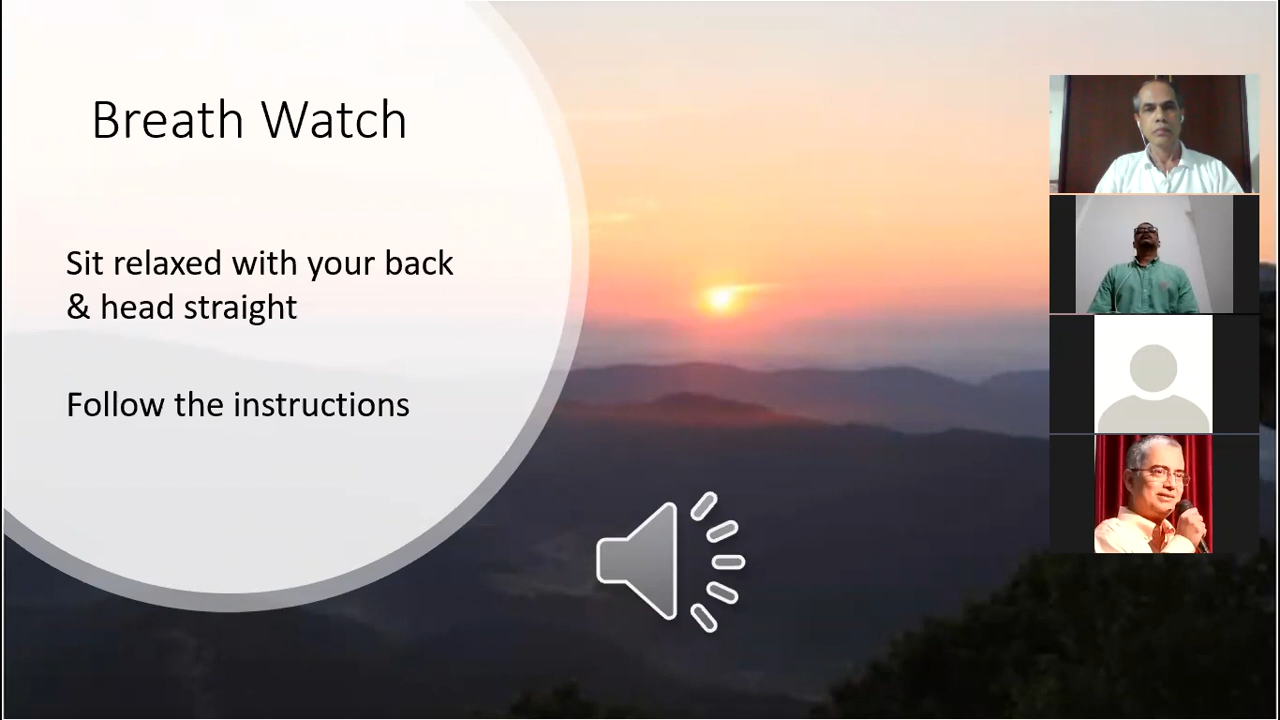 Breath Watch
Sit relaxed with your back
& head straight
Follow the instructions